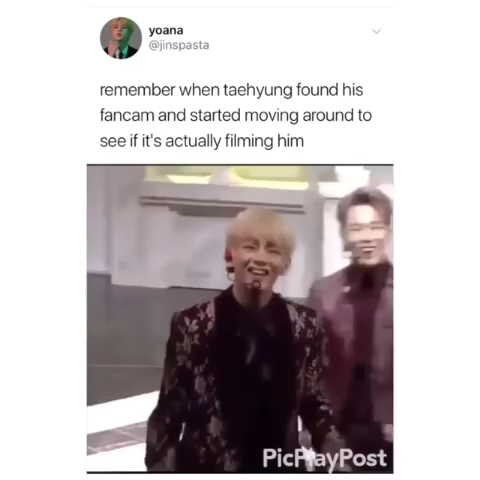 yoana
@jinspasta
remember when taehyung found his
fancam and started moving around to
see if it's actually filming him
PicPlayPost